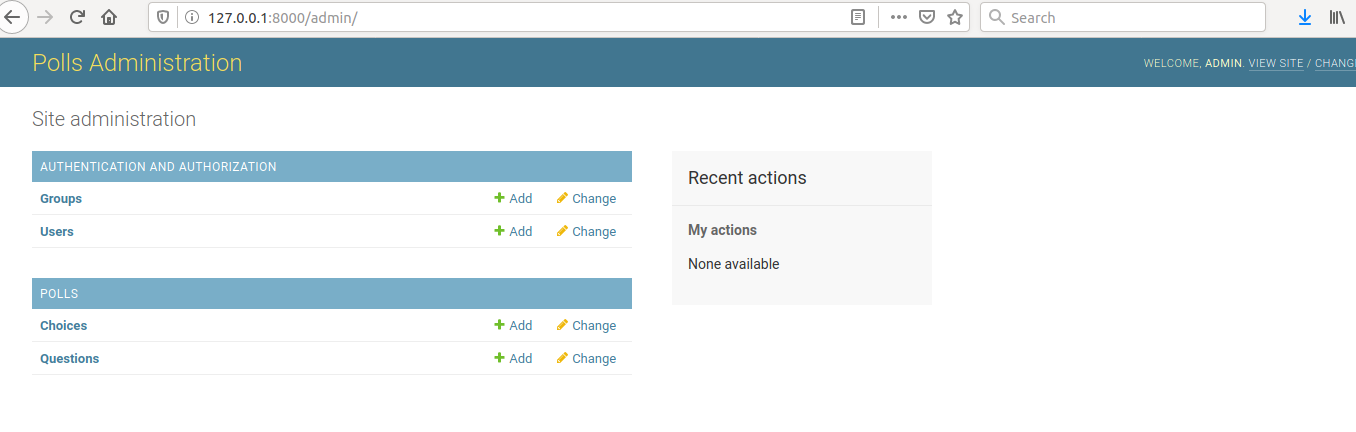 127.0.0.1:8000/admin/
Search
Polls Administration
WELCOME, ADMIN. VIEW SITE / CHANG
Site administration
AUTHENTICATION AND AUTHORIZATION
Groups Add Change
Users Add Change
POLLS
Choices Add Change
Questions Add Change
Recent actions
My actions
None available